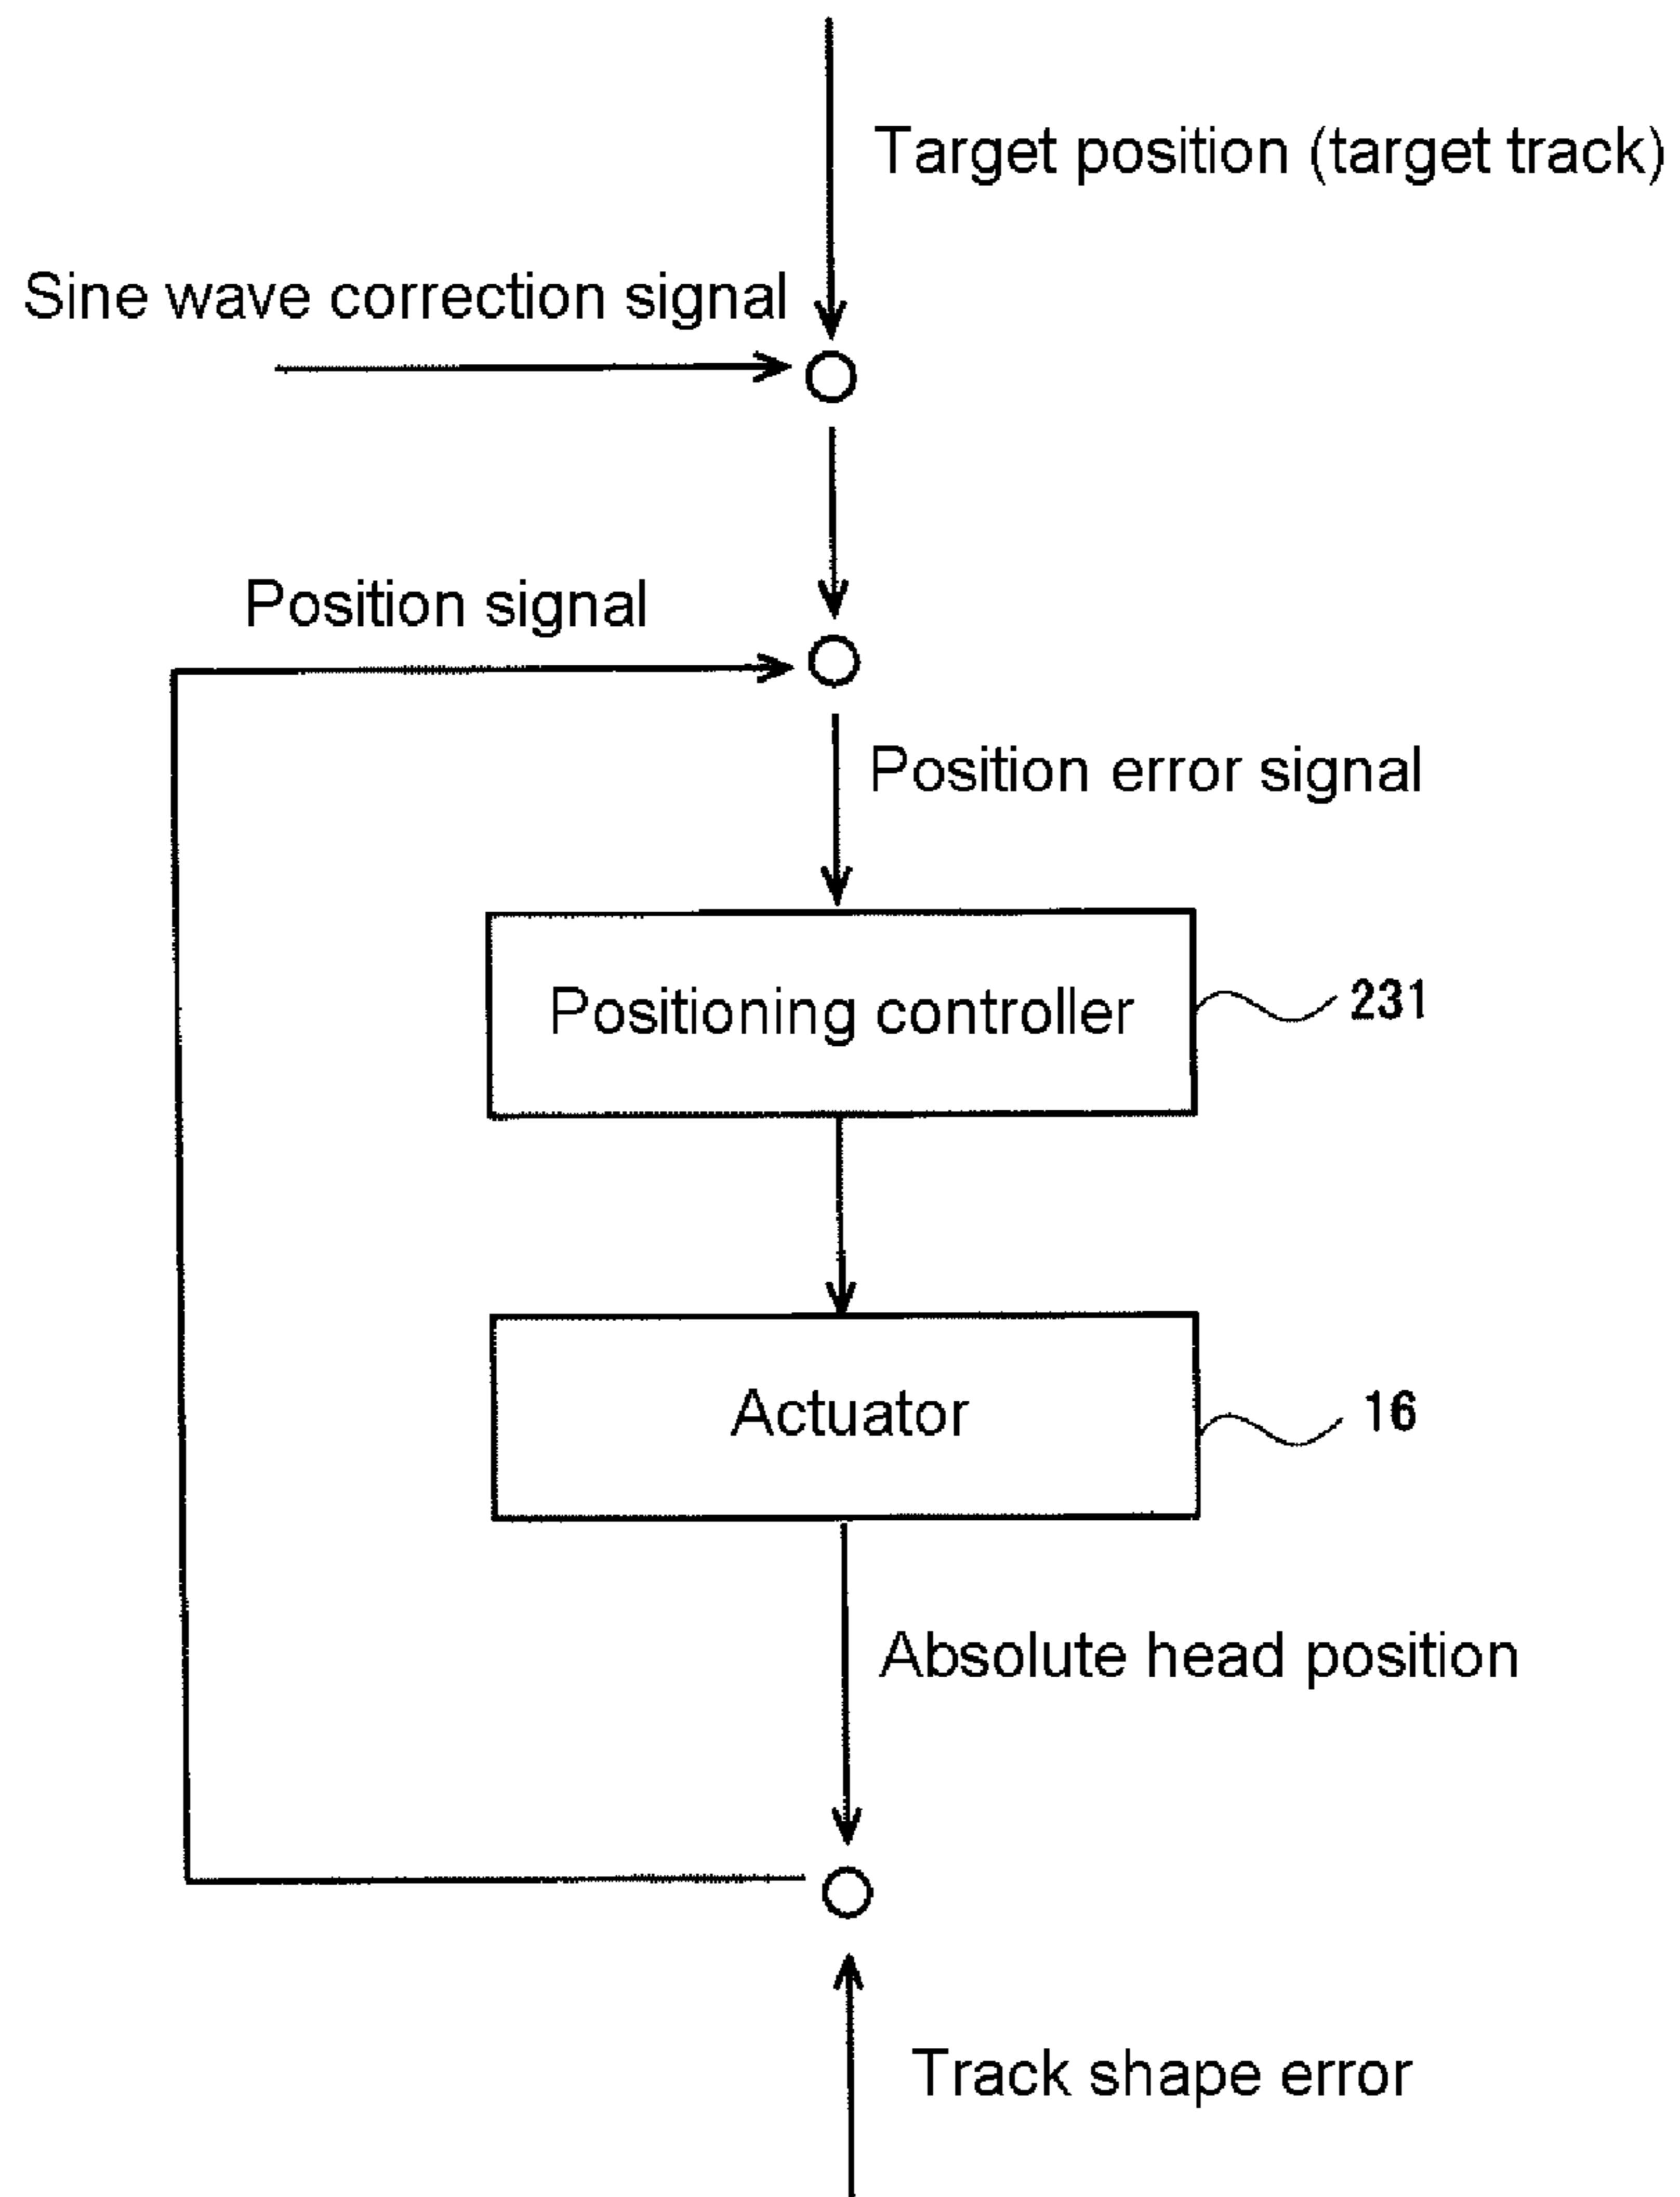 Target position (target track)
Sine wave correction signal
Position signal
Position error signal
Positioning controller
231
Actuator
16
Absolute head position
Track shape error